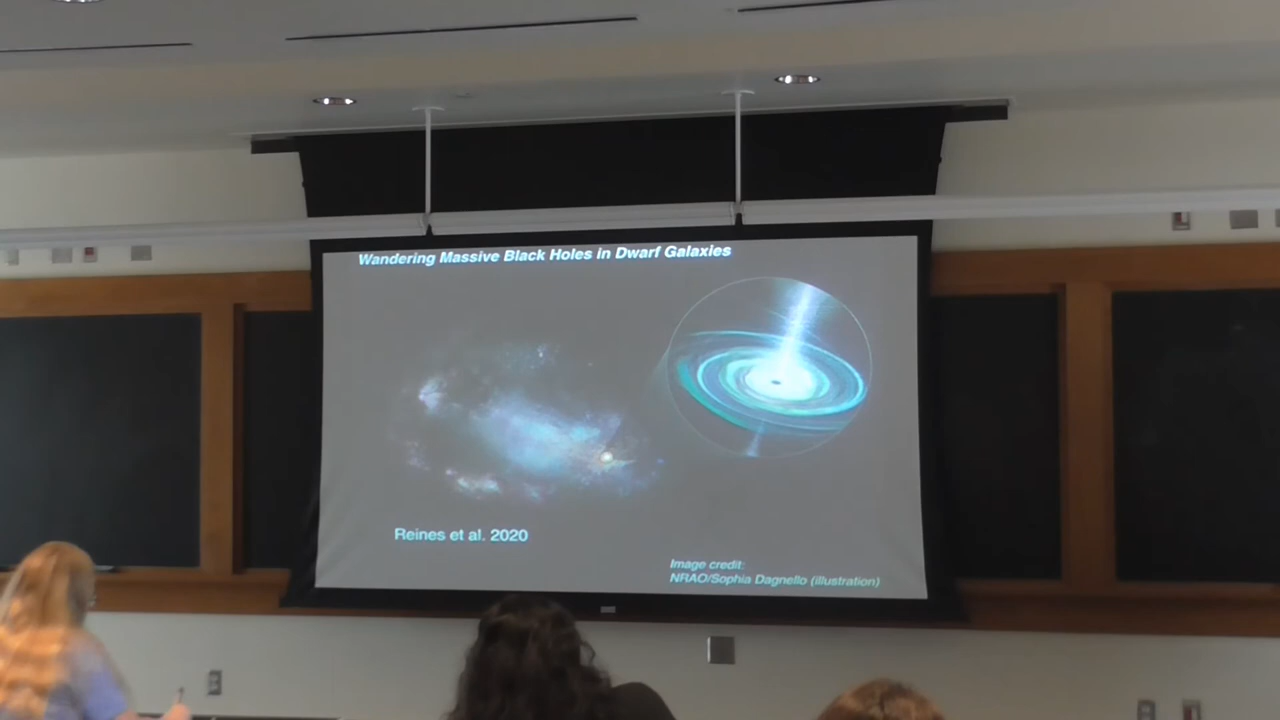 Wandering Massive Black Holes in Dwarf Galaxies
Reines et al. 2020
Image credit:
NRAO/Sophia Dagnello (illustration)